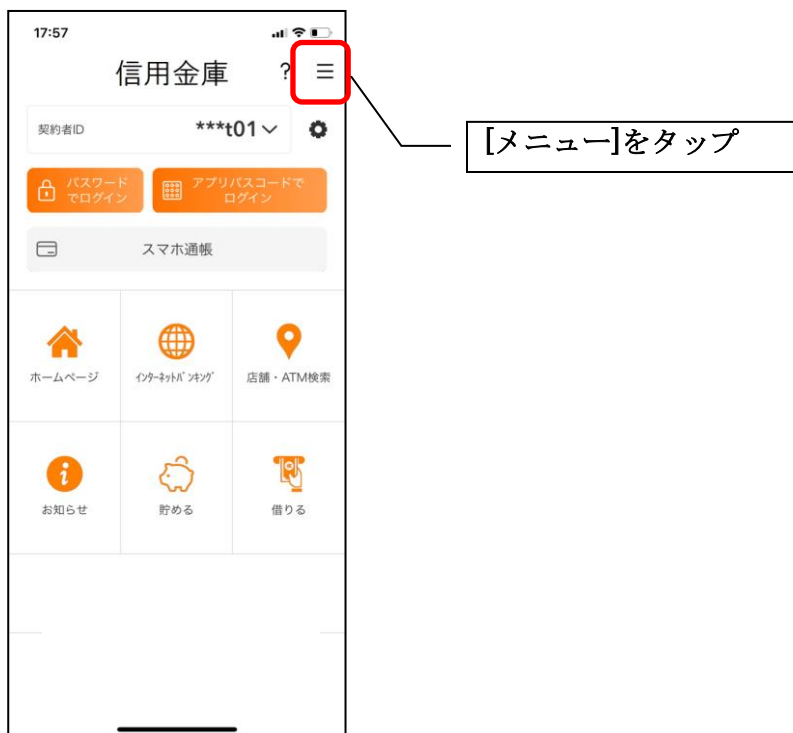 17:57
信用金庫 ?
契約者ID ***t01
パスワード
でログイン
アプリパスコードで
ログイン
スマホ通帳
ホームページ
ｲﾝﾀｰﾈｯﾄﾊﾞﾝｷﾝｸﾞ
店舗・ATM検索
お知らせ
貯める
借りる
[メニュー]をタップ